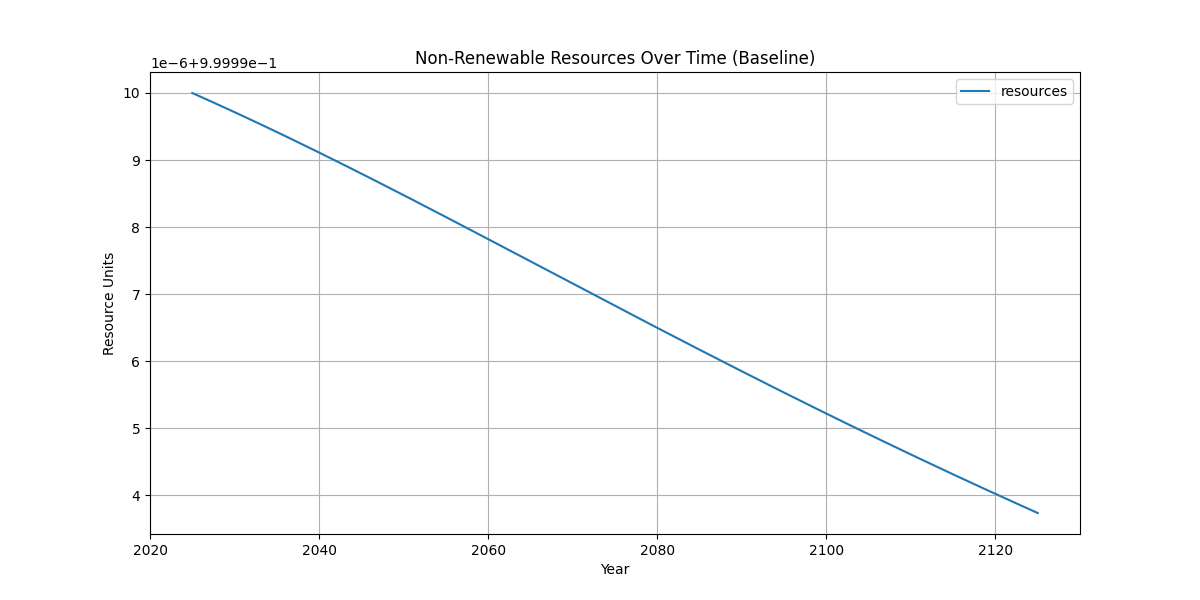 Non-Renewable Resources Over Time (Baseline)
1e−6+9.9999e−1
resources
10
9
8
7
6
5
4
Resource Units
2020 2040 2060 2080 2100 2120
Year